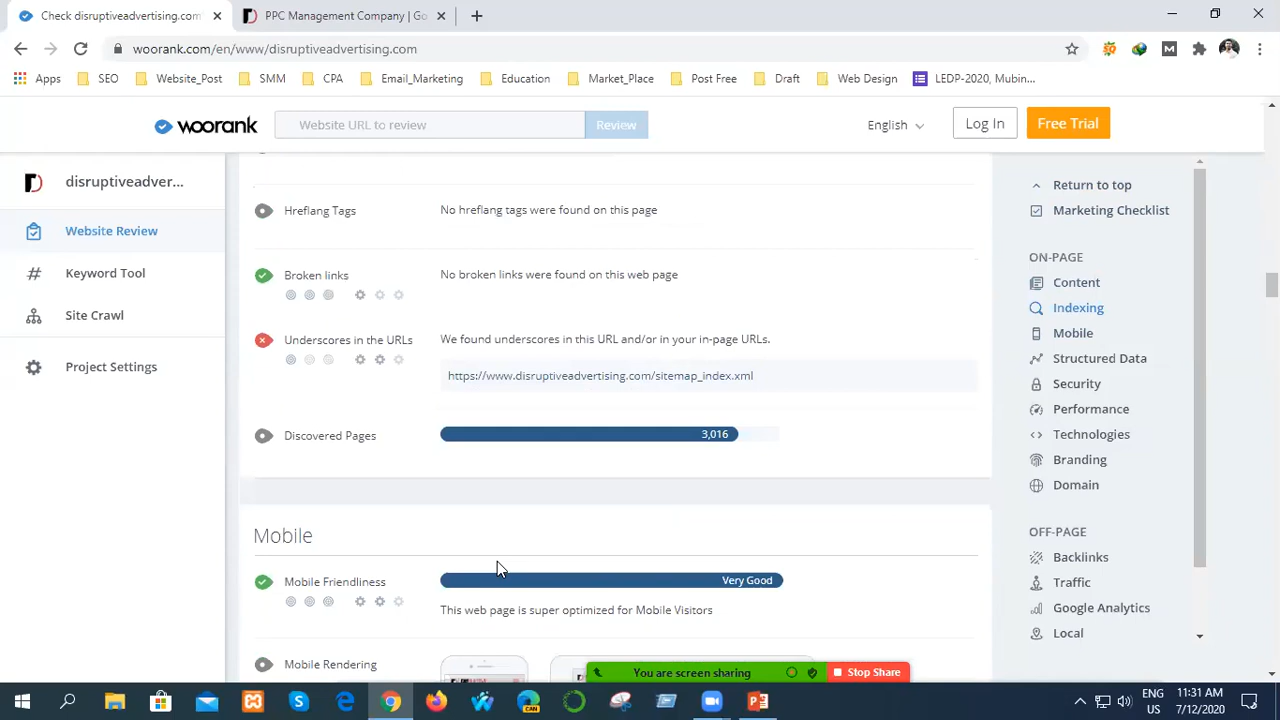 Check disruptiveadvertising.com
PPC Management Company | Go
woorank.com/en/www/disruptiveadvertising.com
Apps
SEO
Website_Post
SMM
CPA
Email_Marketing
Education
Market_Place
Post Free
Draft
Web Design
LEDP-2020, Mubin...
woorank
Website URL to review
Review
English
Log In
Free Trial
disruptiveadver...
Website Review
Keyword Tool
Site Crawl
Project Settings
Hreflang Tags
No hreflang tags were found on this page
Broken links
No broken links were found on this web page
Underscores in the URLs
We found underscores in this URL and/or in your in-page URLs.
https://www.disruptiveadvertising.com/sitemap_index.xml
Discovered Pages
3,016
Mobile
Mobile Friendliness
Very Good
This web page is super optimized for Mobile Visitors
Mobile Rendering
Return to top
Marketing Checklist
ON-PAGE
Content
Indexing
Mobile
Structured Data
Security
Performance
Technologies
Branding
Domain
OFF-PAGE
Backlinks
Traffic
Google Analytics
Local
You are screen sharing
Stop Share
CAN
ENG
US
11:31 AM
7/12/2020